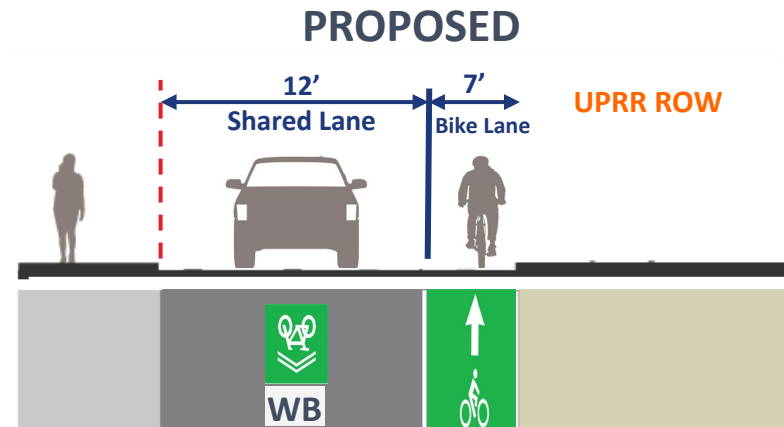 PROPOSED
12’
7’
Shared Lane
Bike Lane
UPRR ROW
WB